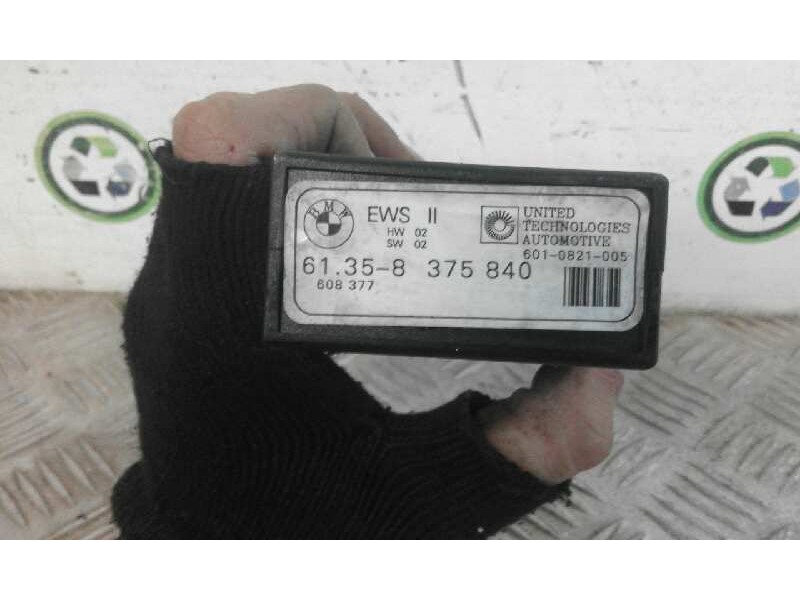 BMW
EWS II
HW 02
SW 02
61.35-8 375 840
608 377
UNITED
TECHNOLOGIES
AUTOMOTIVE
601-0821-005